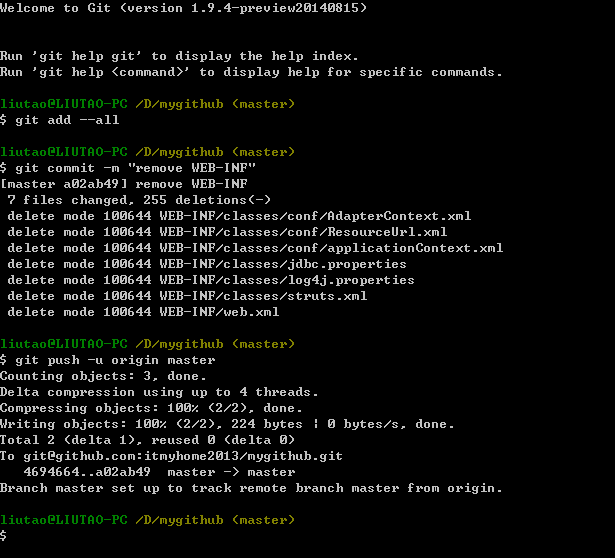 Welcome to Git (version 1.9.4-preview20140815)
Run 'git help git' to display the help index.
Run 'git help <command>' to display help for specific commands.
liutao@LIUTAO-PC /D/mygithub (master)
$ git add --all
liutao@LIUTAO-PC /D/mygithub (master)
$ git commit -m "remove WEB-INF"
[master a02ab49] remove WEB-INF
 7 files changed, 255 deletions(-)
 delete mode 100644 WEB-INF/classes/conf/AdapterContext.xml
 delete mode 100644 WEB-INF/classes/conf/ResourceUrl.xml
 delete mode 100644 WEB-INF/classes/conf/applicationContext.xml
 delete mode 100644 WEB-INF/classes/jdbc.properties
 delete mode 100644 WEB-INF/classes/log4j.properties
 delete mode 100644 WEB-INF/classes/struts.xml
 delete mode 100644 WEB-INF/web.xml
liutao@LIUTAO-PC /D/mygithub (master)
$ git push -u origin master
Counting objects: 3, done.
Delta compression using up to 4 threads.
Compressing objects: 100% (2/2), done.
Writing objects: 100% (2/2), 224 bytes | 0 bytes/s, done.
Total 2 (delta 1), reused 0 (delta 0)
To git@github.com:itmyhome2013/mygithub.git
   4694664..a02ab49  master -> master
Branch master set up to track remote branch master from origin.
liutao@LIUTAO-PC /D/mygithub (master)
$